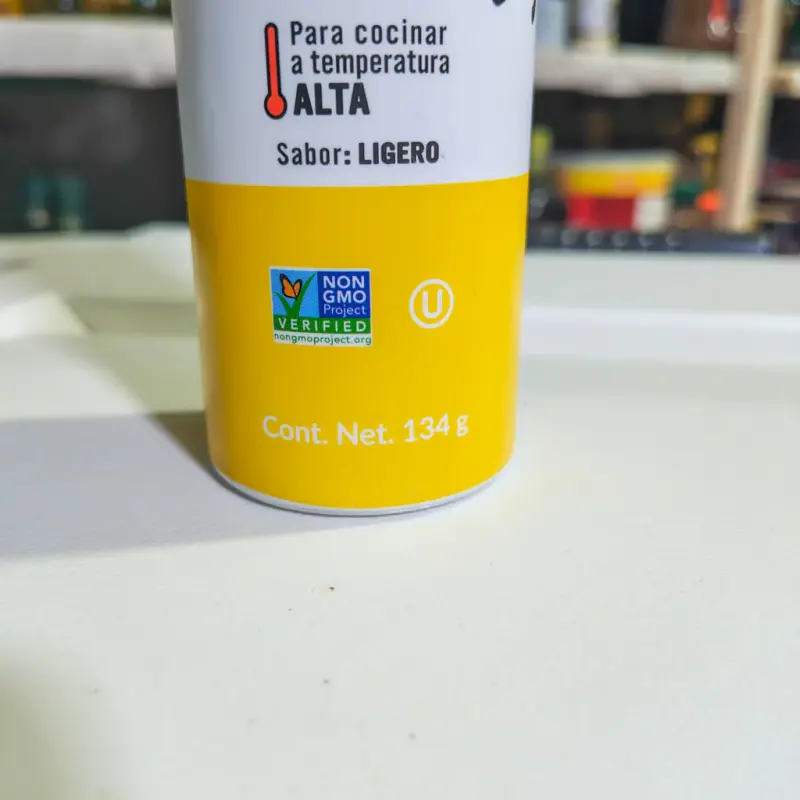 Para cocinar
a temperatura
ALTA
Sabor: LIGERO
NON
GMO
Project
VERIFIED
nongmoproject.org
U
Cont. Net. 134 g